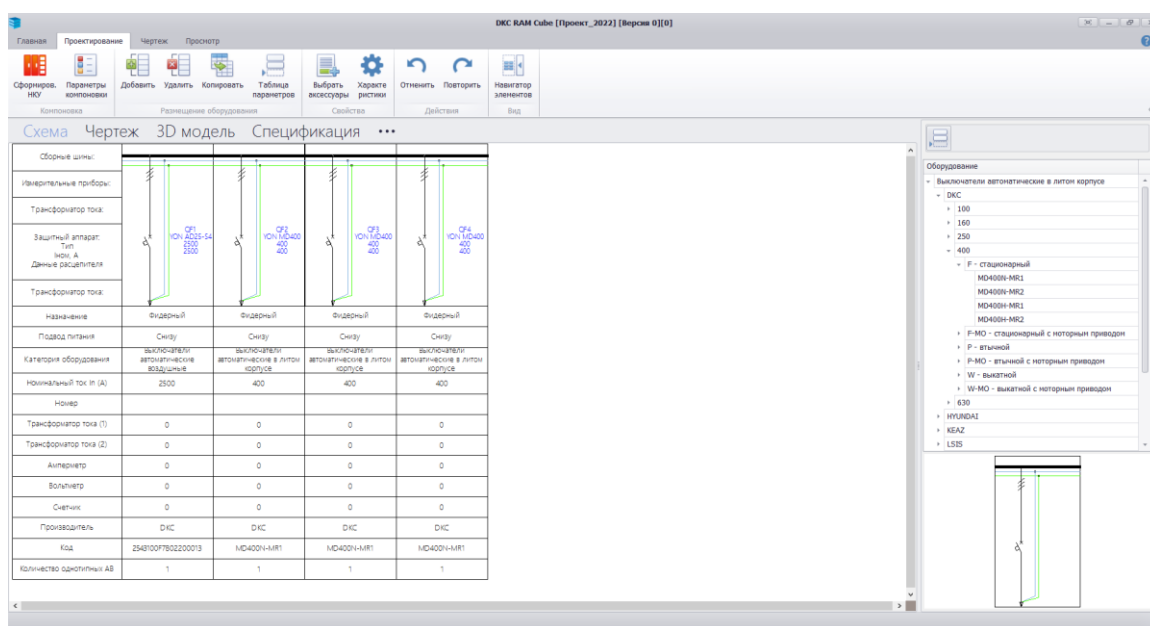 DKC RAM Cube [Проект_2022] [Версия 0][0]
Главная Проектирование Чертеж Просмотр
Сформиров. НКУ
Параметры компоновки
Добавить
Удалить
Копировать
Таблица параметров
Выбрать аксессуары
Характе ристики
Отменить
Повторить
Навигатор элементов
Компоновка Размещение оборудования Свойства Действия Вид
Схема Чертеж 3D модель Спецификация •••
Сборные шины:
Измерительные приборы:
Трансформатор тока:
Защитный аппарат:
Тип
Iном, А
Данные расцепителя
Трансформатор тока:
QF1
YON AD25-S4
2500
2500
QF2
YON MD400
400
400
QF3
YON MD400
400
400
QF4
YON MD400
400
400
Назначение Фидерный Фидерный Фидерный Фидерный
Подвод питания Снизу Снизу Снизу Снизу
Категория оборудования
Выключатели автоматические воздушные
Выключатели автоматические в литом корпусе
Выключатели автоматические в литом корпусе
Выключатели автоматические в литом корпусе
Номинальный ток In (A) 2500 400 400 400
Номер
Трансформатор тока (1) 0 0 0 0
Трансформатор тока (2) 0 0 0 0
Амперметр 0 0 0 0
Вольтметр 0 0 0 0
Счетчик 0 0 0 0
Производитель DKC DKC DKC DKC
Код 2543100F7802200013 MD400N-MR1 MD400N-MR1 MD400N-MR1
Количество однотипных АВ 1 1 1 1
Оборудование
Выключатели автоматические в литом корпусе
DKC
100
160
250
400
F - стационарный
MD400N-MR1
MD400N-MR2
MD400H-MR1
MD400H-MR2
F-MO - стационарный с моторным приводом
P - втычной
P-MO - втычной с моторным приводом
W - выкатной
W-MO - выкатной с моторным приводом
630
HYUNDAI
KEAZ
LSIS